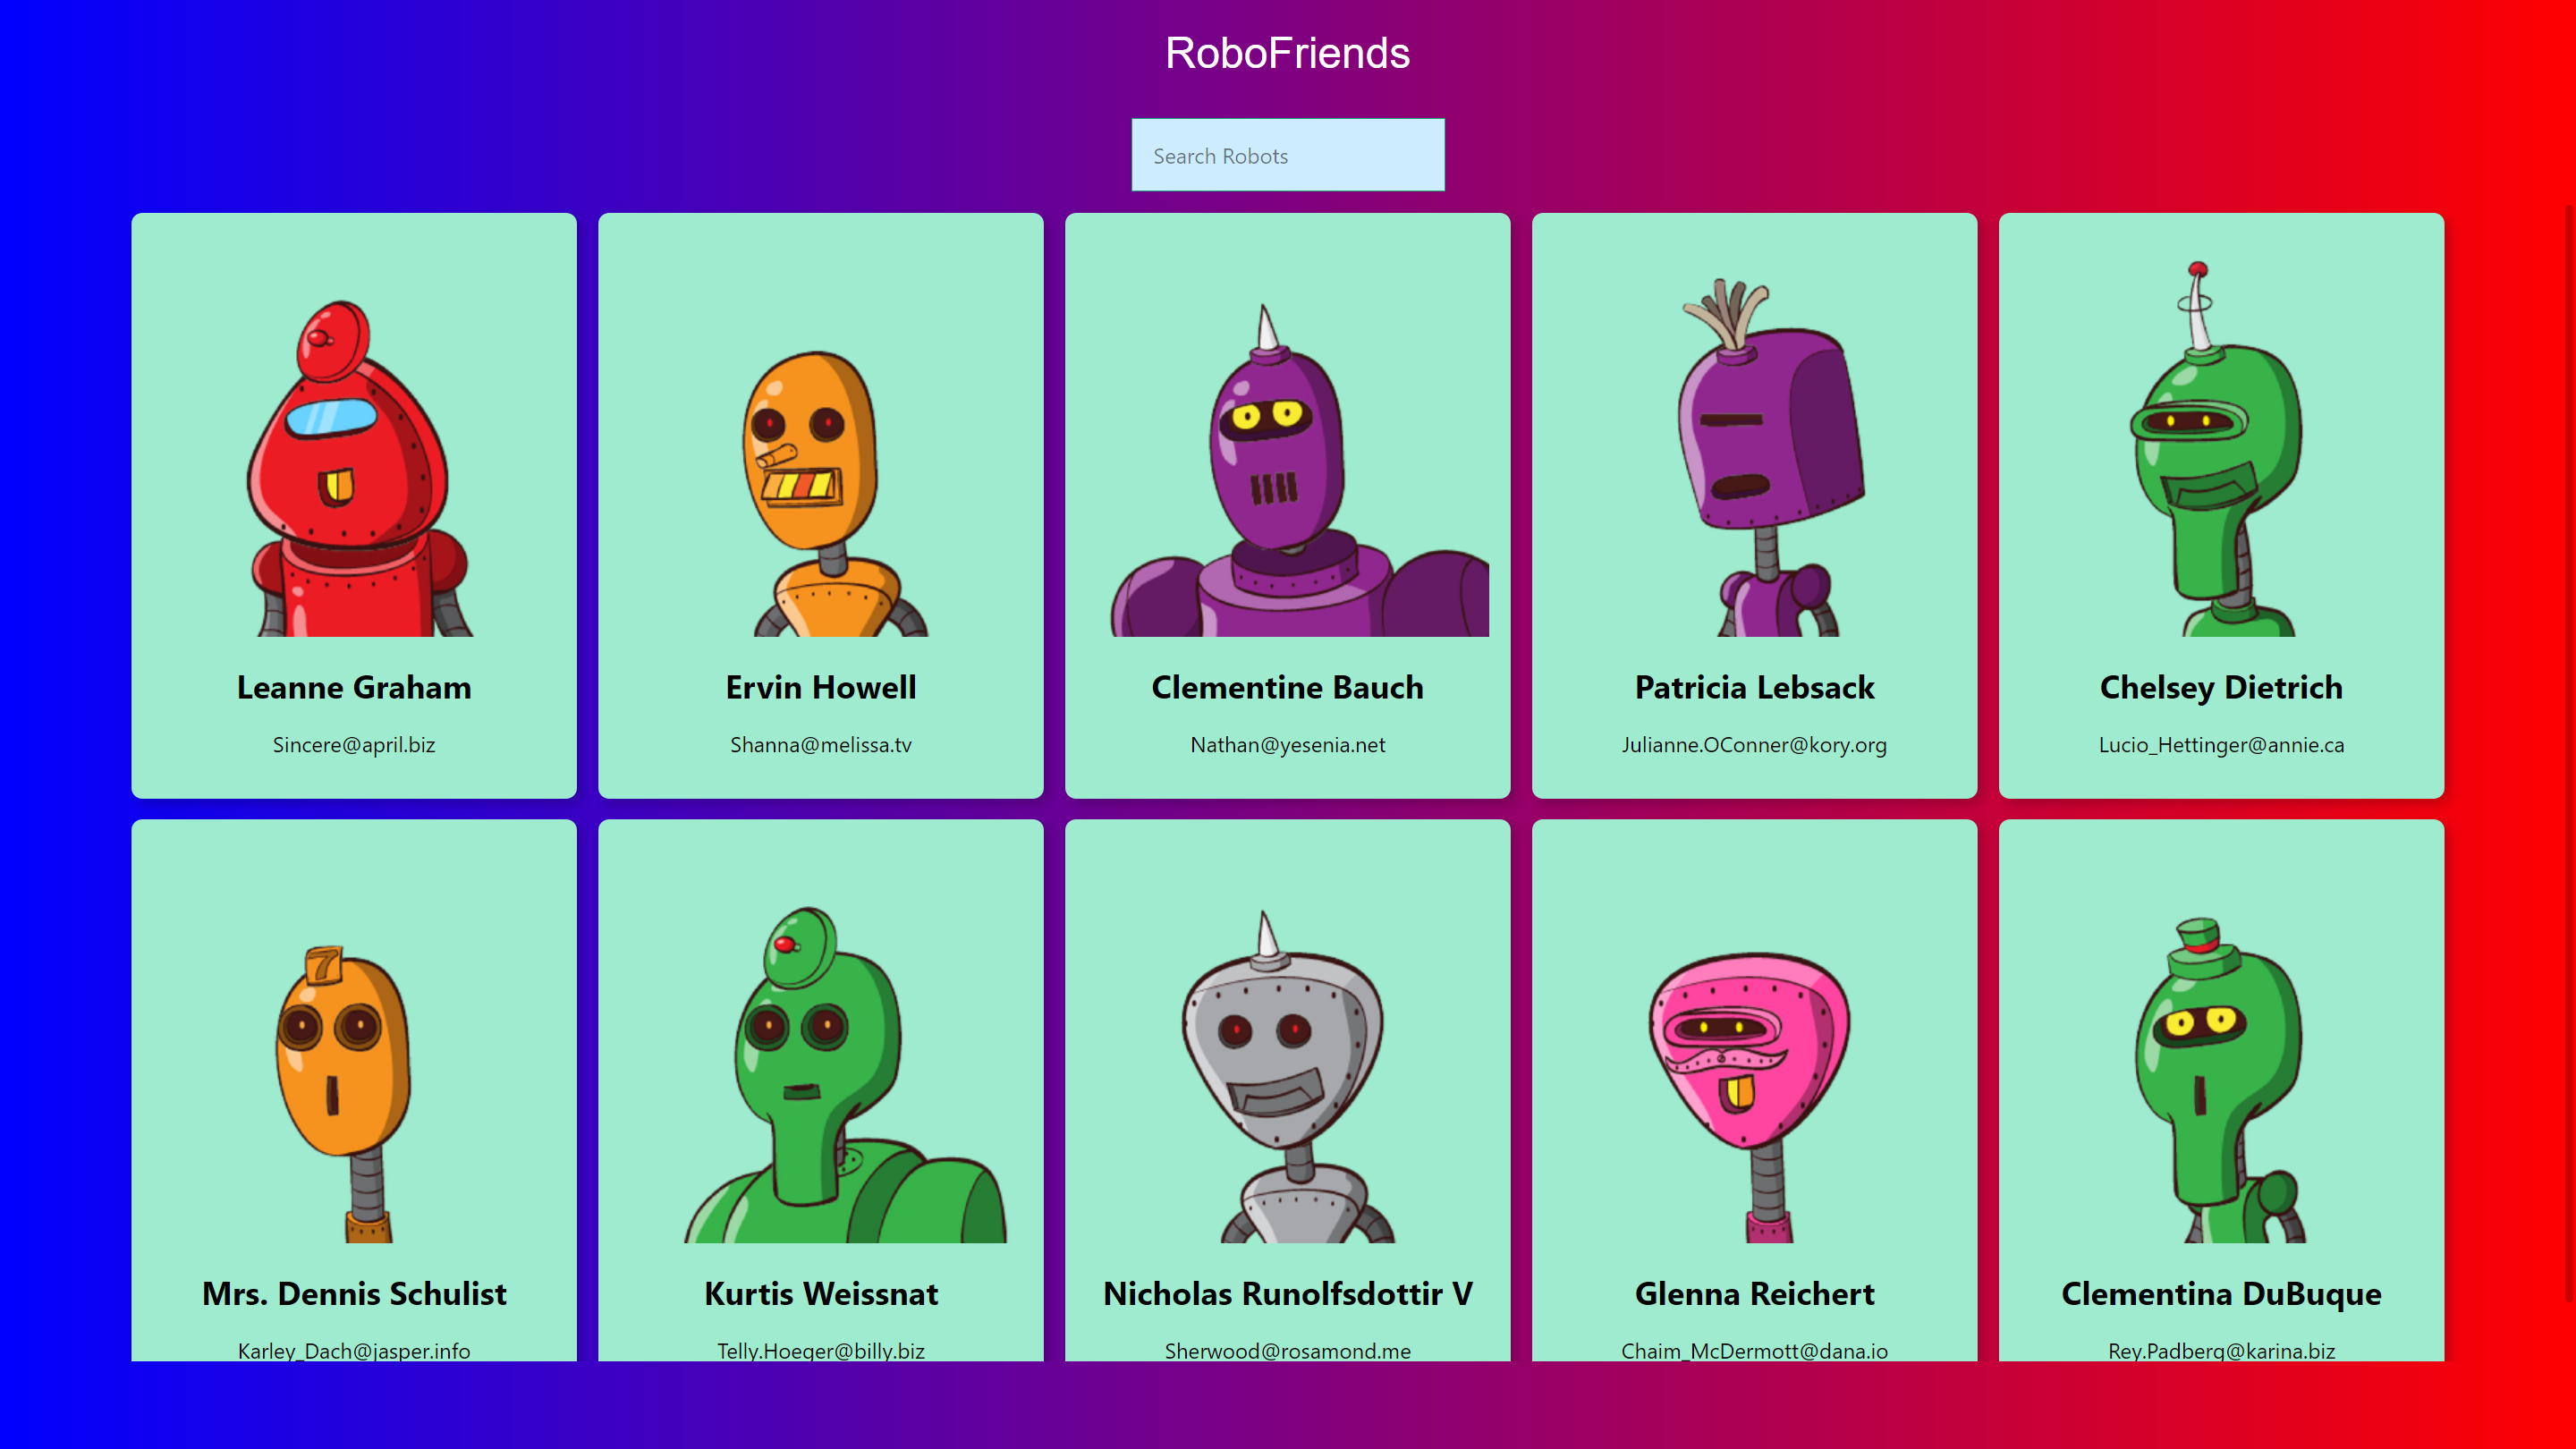 RoboFriends
Search Robots
Leanne Graham
Sincere@april.biz
Ervin Howell
Shanna@melissa.tv
Clementine Bauch
Nathan@yesenia.net
Patricia Lebsack
Julianne.OConner@kory.org
Chelsey Dietrich
Lucio_Hettinger@annie.ca
7
Mrs. Dennis Schulist
Karley_Dach@jasper.info
Kurtis Weissnat
Telly.Hoeger@billy.biz
Nicholas Runolfsdottir V
Sherwood@rosamond.me
Glenna Reichert
Chaim_McDermott@dana.io
Clementina DuBuque
Rey.Padberg@karina.biz